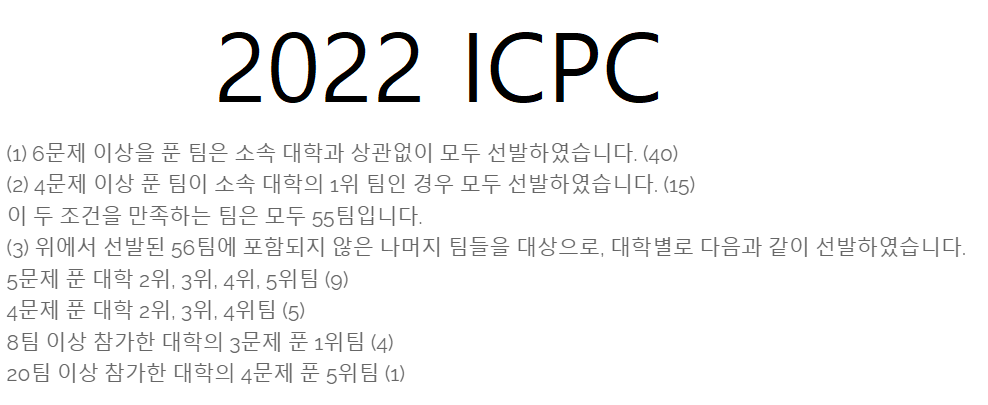 2022 ICPC
(1) 6문제 이상을 푼 팀은 소속 대학과 상관없이 모두 선발하였습니다. (40)
(2) 4문제 이상 푼 팀이 소속 대학의 1위 팀인 경우 모두 선발하였습니다. (15)
이 두 조건을 만족하는 팀은 모두 55팀입니다.
(3) 위에서 선발된 56팀에 포함되지 않은 나머지 팀들을 대상으로, 대학별로 다음과 같이 선발하였습니다.
5문제 푼 대학 2위, 3위, 4위, 5위팀 (9)
4문제 푼 대학 2위, 3위, 4위팀 (5)
8팀 이상 참가한 대학의 3문제 푼 1위팀 (4)
20팀 이상 참가한 대학의 4문제 푼 5위팀 (1)